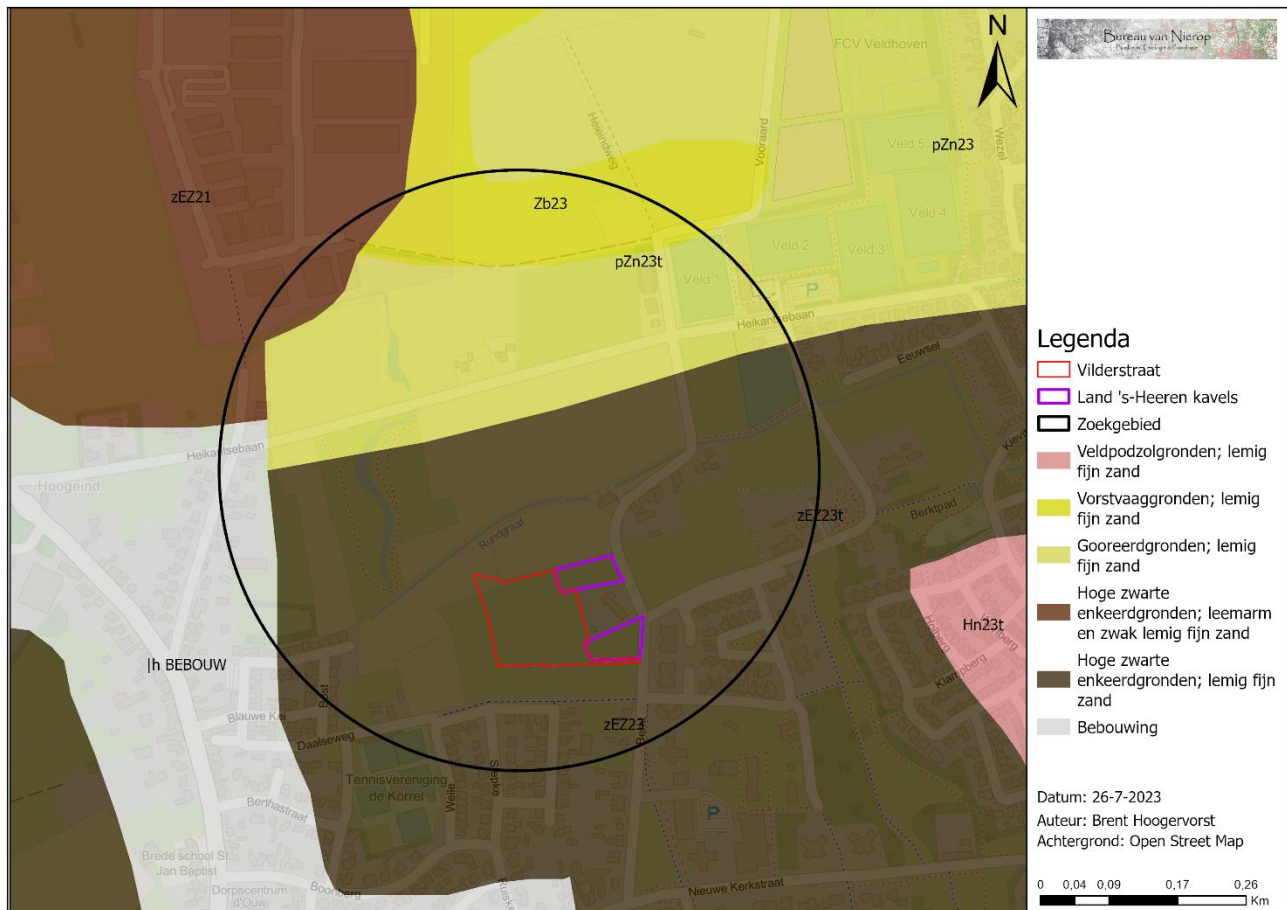 FCV Veldhoven
N
Bureau van Nierop
Heleindweg
Vooraard
Veld 5
pZn23
Wezel
zEZ21
Zb23
Veld 4
Veld 2
Veld 3
pZn23t
Veld 1
P
Heikantsebaan
Eeuwsel
Heikantsebaan
Hoogeind
Rundgraaf
zEZ23t
Berktpad
Hn23t
Klampberg
|h BEBOUW
zEZ23
Blauwe Kei
Daalseweg
Tennisvereniging
de Korrel
Welle
Berthastraat
P
Brede school St
Jan Baptist
Dorpscentrum
d'Ouw
Boonberg
Nieuwe Kerkstraat
Legenda
Vilderstraat
Land 's-Heeren kavels
Zoekgebied
Veldpodzolgronden; lemig
fijn zand
Vorstvaaggronden; lemig
fijn zand
Gooreerdgronden; lemig
fijn zand
Hoge zwarte
enkeerdgronden; leemarm
en zwak lemig fijn zand
Hoge zwarte
enkeerdgronden; lemig fijn
zand
Bebouwing
Datum: 26-7-2023
Auteur: Brent Hoogervorst
Achtergrond: Open Street Map
0 0,04 0,09 0,17 0,26
Km